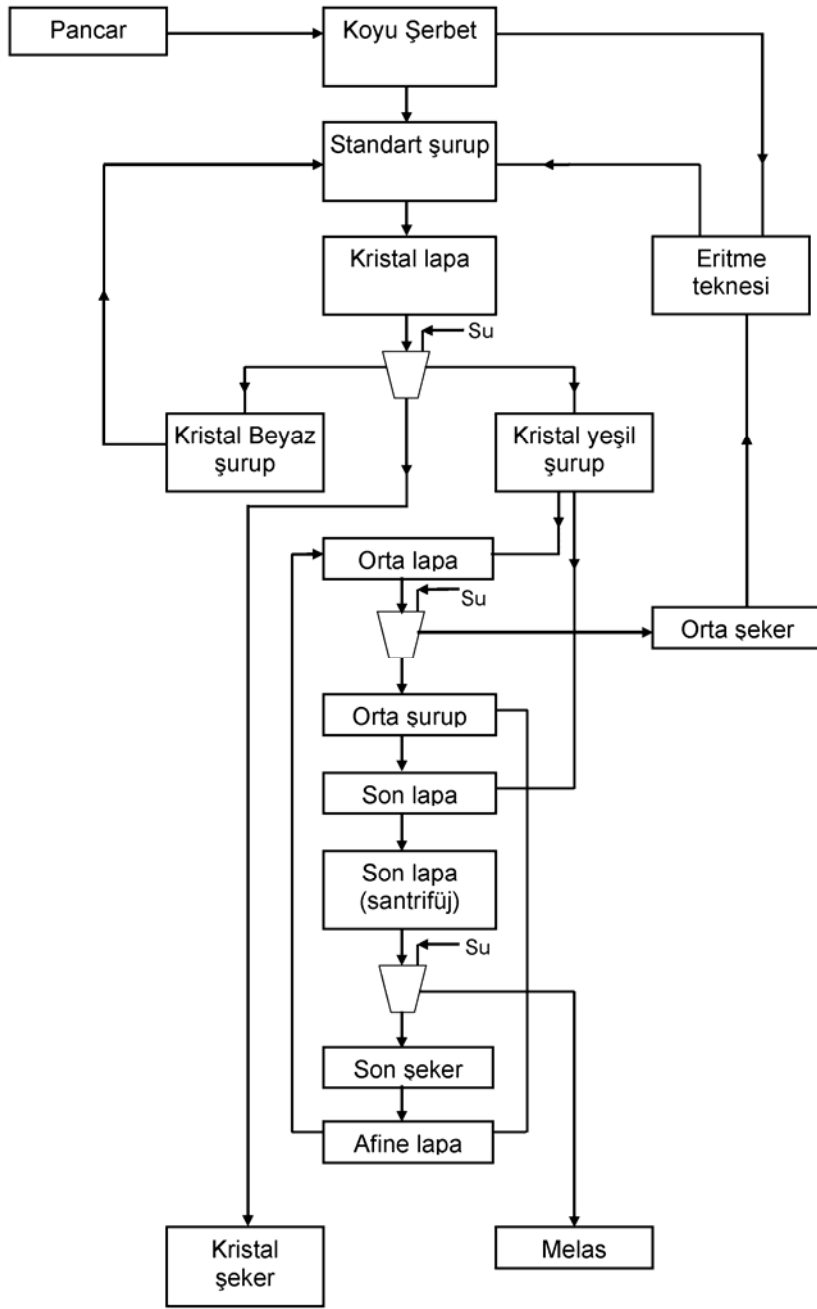 Pancar
Koyu Şerbet
Standart şurup
Kristal lapa
Eritme
teknesi
Su
Kristal Beyaz
şurup
Kristal yeşil
şurup
Orta lapa
Su
Orta şeker
Orta şurup
Son lapa
Son lapa
(santrifüj)
Su
Son şeker
Afine lapa
Kristal
şeker
Melas